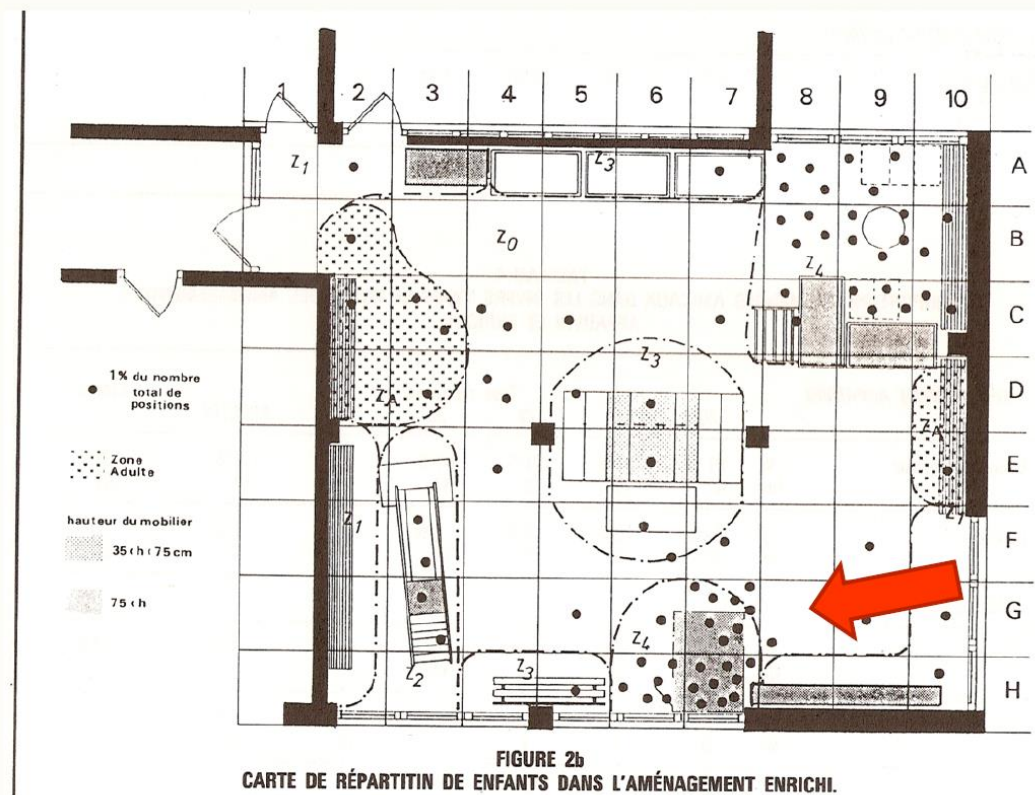 1 2 3 4 5 6 7 8 9 10
A
B
C
D
E
F
G
H
Z1
Z3
Z0
Z4
Z3
ZA
ZA
Z1
Z1
Z4
Z3
Z2
1% du nombre
total de
positions
Zone
Adulte
hauteur du mobilier
35<h<75cm
75<h
FIGURE 2b
CARTE DE RÉPARTITIN DE ENFANTS DANS L'AMÉNAGEMENT ENRICHI.